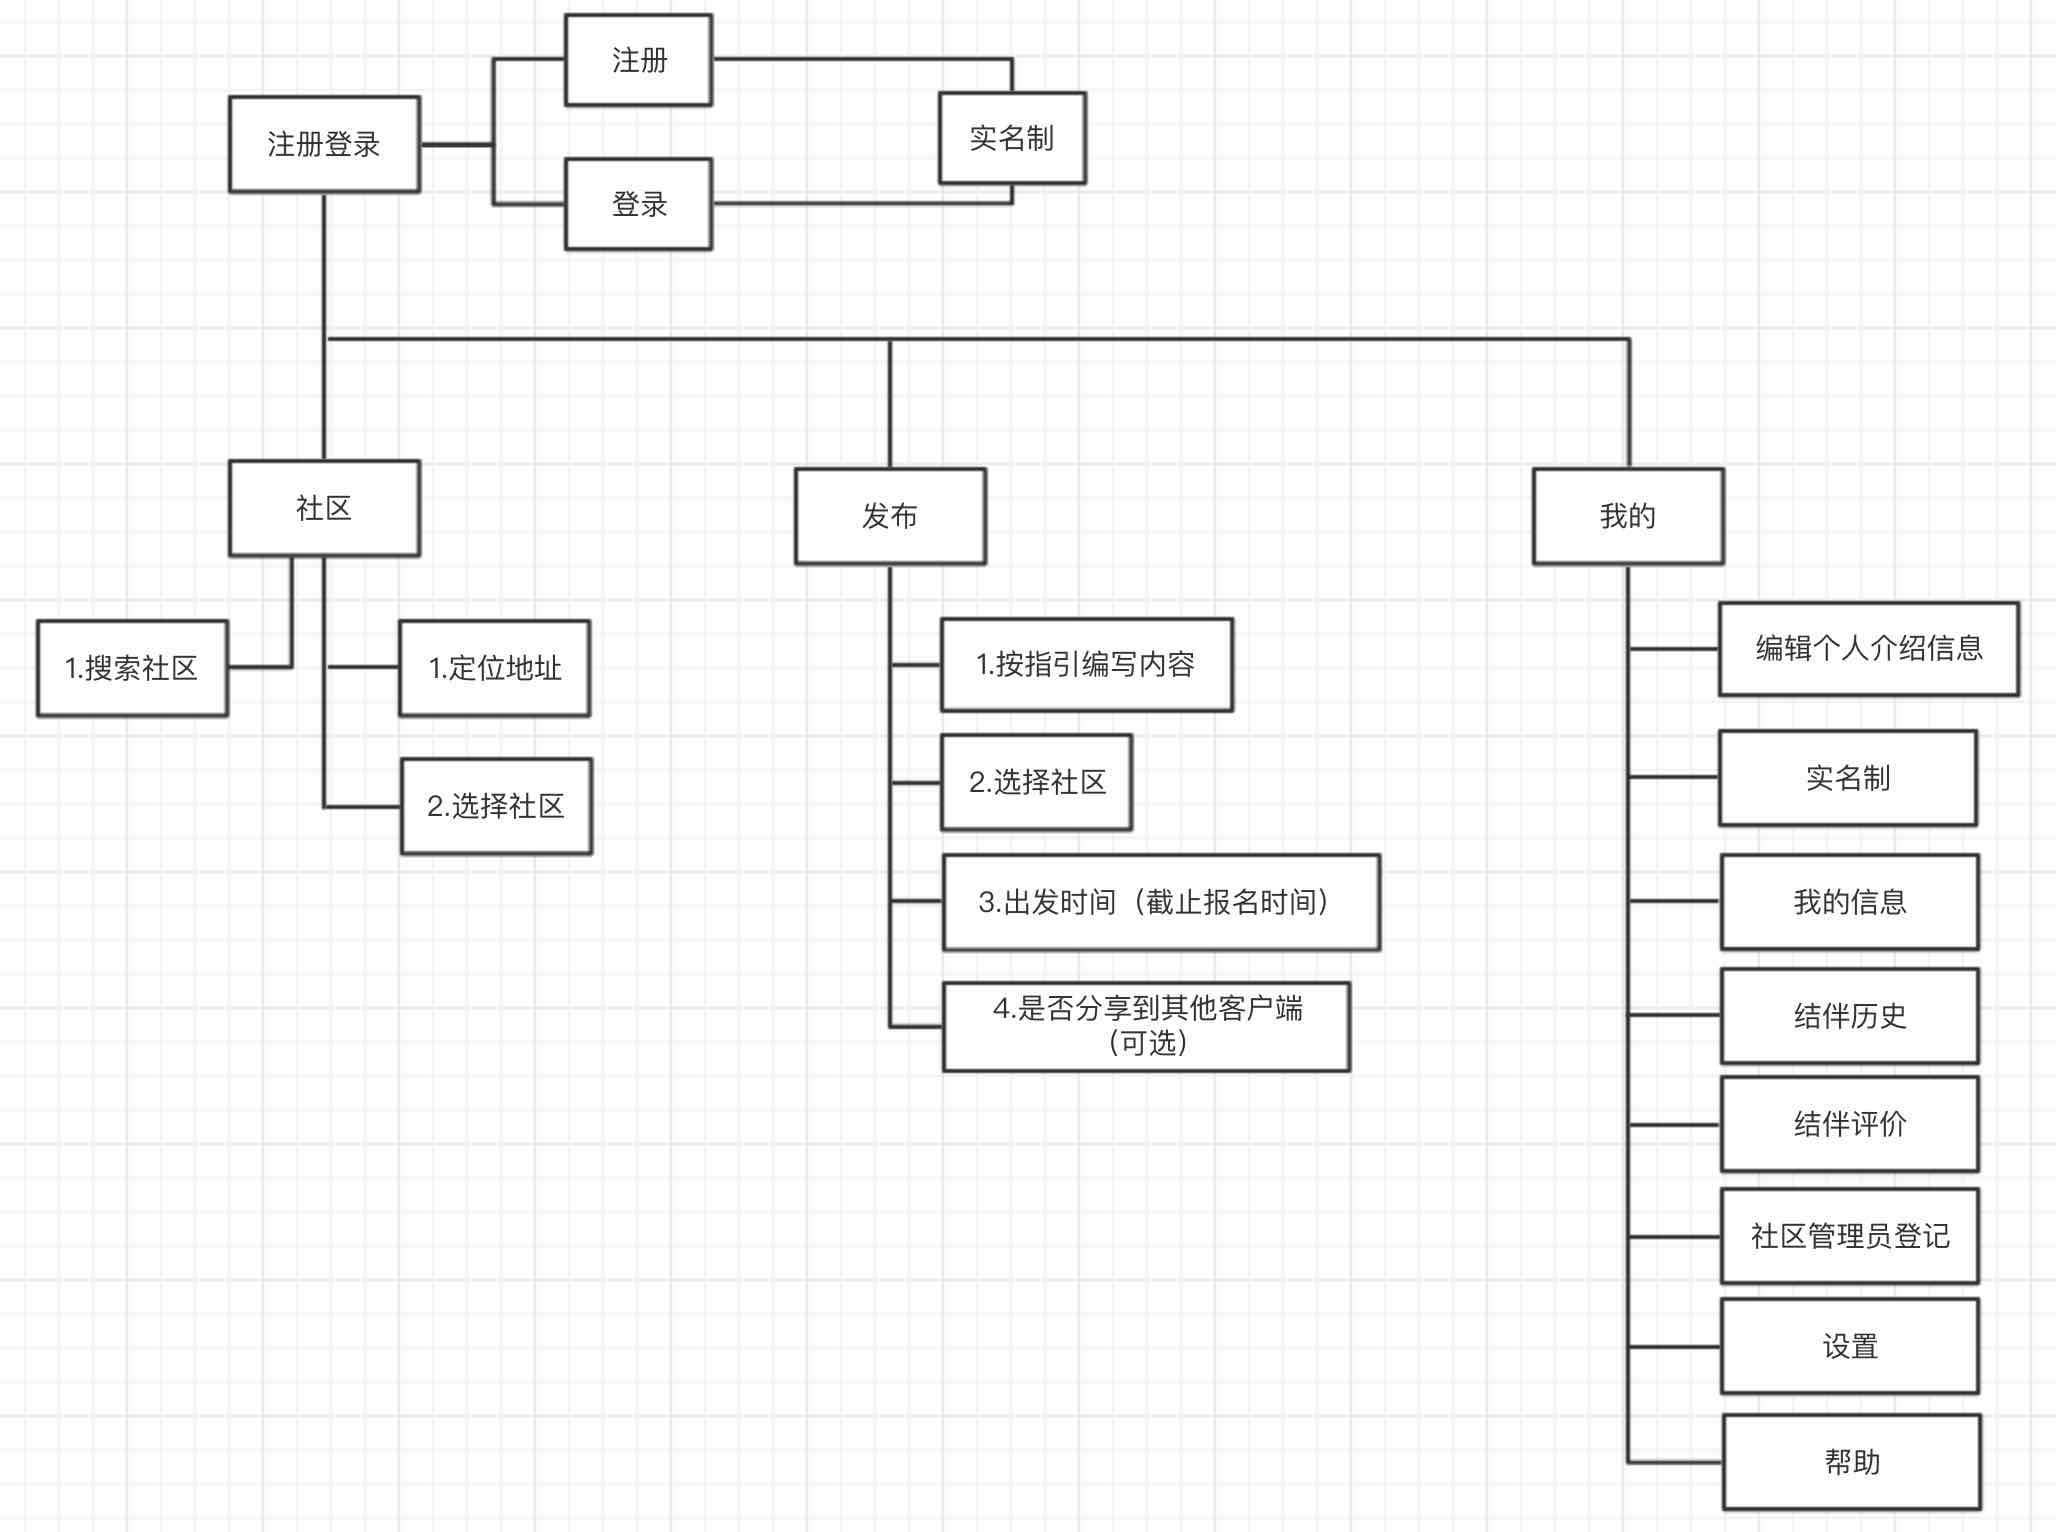 注册
注册登录
实名制
登录
社区
发布
我的
1.搜索社区
1.定位地址
2.选择社区
1.按指引编写内容
2.选择社区
3.出发时间（截止报名时间）
4.是否分享到其他客户端
（可选）
编辑个人介绍信息
实名制
我的信息
结伴历史
结伴评价
社区管理员登记
设置
帮助